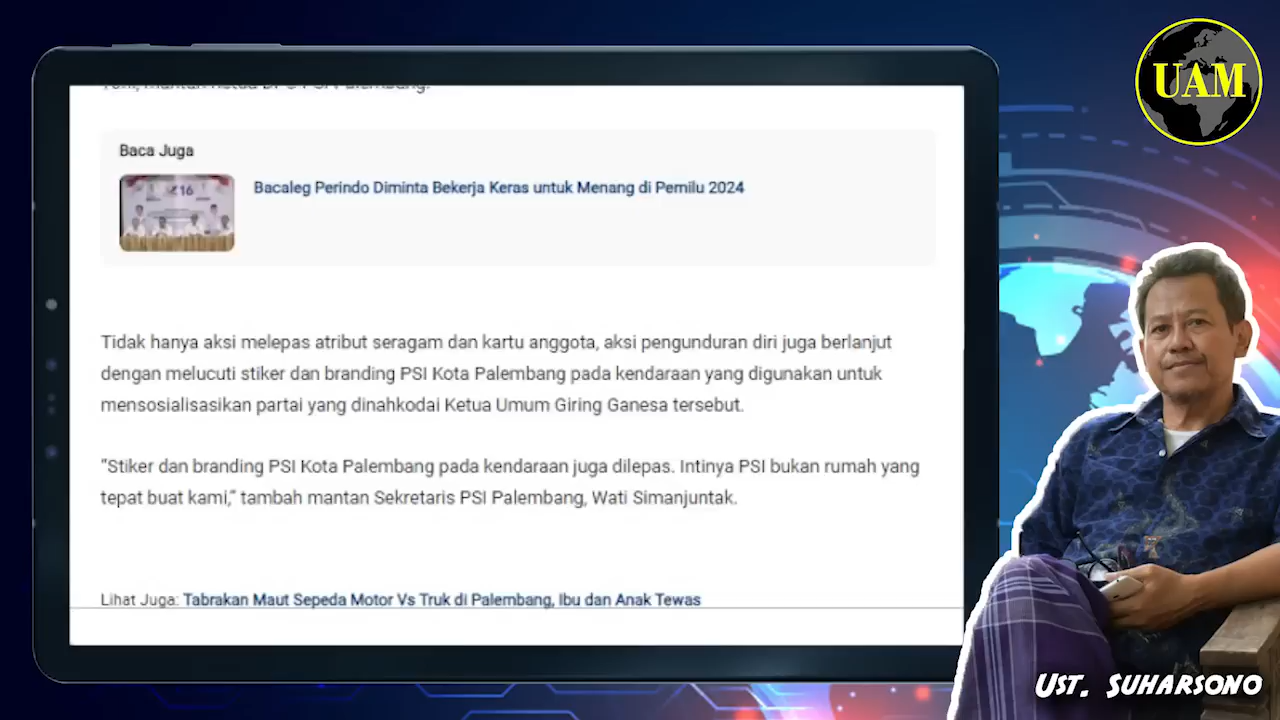 UAM
Baca Juga
Bacaleg Perindo Diminta Bekerja Keras untuk Menang di Pemilu 2024
Tidak hanya aksi melepas atribut seragam dan kartu anggota, aksi pengunduran diri juga berlanjut
dengan melucuti stiker dan branding PSI Kota Palembang pada kendaraan yang digunakan untuk
mensosialisasikan partai yang dinahkodai Ketua Umum Giring Ganesa tersebut.
“Stiker dan branding PSI Kota Palembang pada kendaraan juga dilepas. Intinya PSI bukan rumah yang
tepat buat kami,” tambah mantan Sekretaris PSI Palembang, Wati Simanjuntak.
Lihat Juga: Tabrakan Maut Sepeda Motor Vs Truk di Palembang, Ibu dan Anak Tewas
UST. SUHARSONO